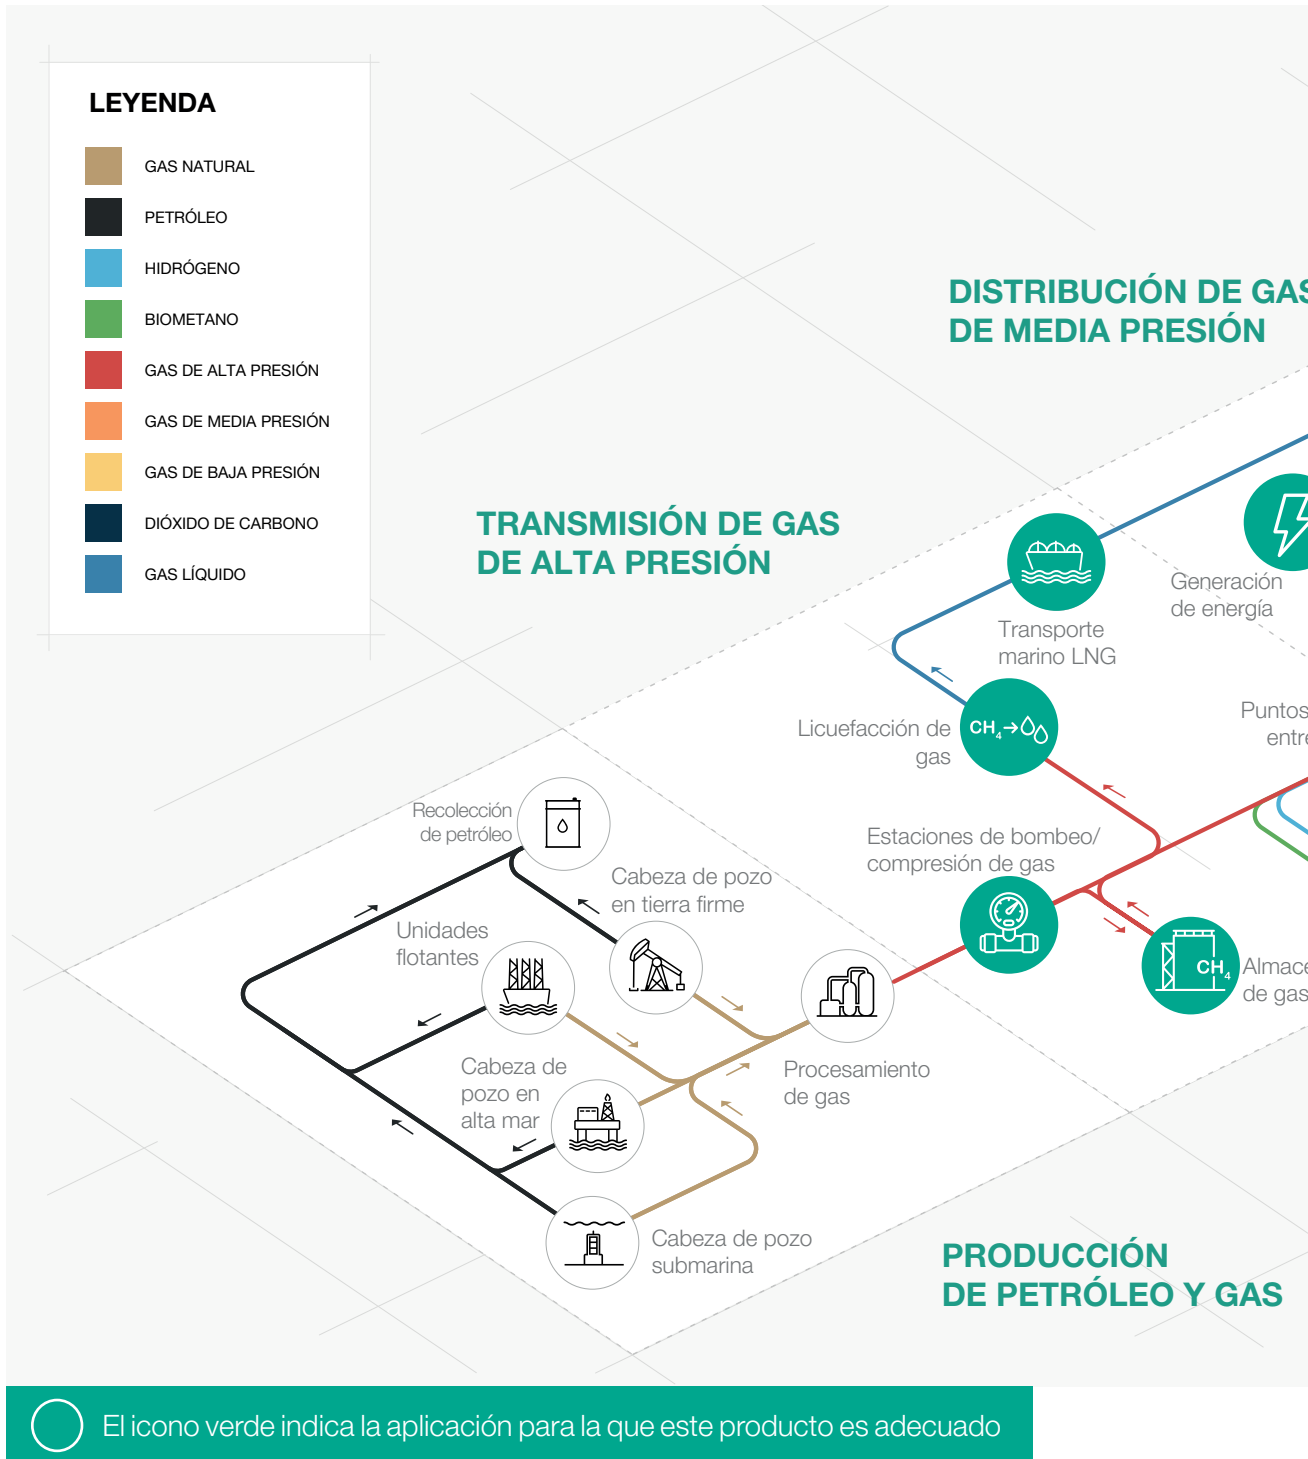 LEYENDA
GAS NATURAL
PETRÓLEO
HIDRÓGENO
BIOMETANO
GAS DE ALTA PRESIÓN
GAS DE MEDIA PRESIÓN
GAS DE BAJA PRESIÓN
DIÓXIDO DE CARBONO
GAS LÍQUIDO
DISTRIBUCIÓN DE GAS
DE MEDIA PRESIÓN
TRANSMISIÓN DE GAS
DE ALTA PRESIÓN
Generación
de energía
Transporte
marino LNG
Licuefacción de
gas
CH₄→
Puntos
entre
Recolección
de petróleo
Estaciones de bombeo/
compresión de gas
Cabeza de pozo
en tierra firme
Unidades
flotantes
CH₄
Almace
de gas
Cabeza de
pozo en
alta mar
Procesamiento
de gas
Cabeza de pozo
submarina
PRODUCCIÓN
DE PETRÓLEO Y GAS
El icono verde indica la aplicación para la que este producto es adecuado